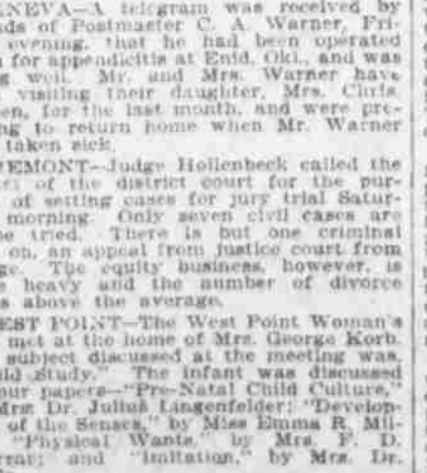 NEVA—A telegram was received by
ds of Postmaster C. A. Warner, Fri-
evening, that he had been operated
for appendicitis at Enid, Okl., and was
g well. Mr. and Mrs. Warner have
visiting their daughter, Mrs. Chris.
en, for the last month, and were pre-
ng to return home when Mr. Warner
taken sick.
EMONT—Judge Hollenbeck called the
of the district court for the pur-
of setting cases for jury trial Satur-
morning. Only seven civil cases are
e tried. There is but one criminal
on, an appeal from justice court from
ge. The equity business, however, is
e heavy and the number of divorce
s above the average.
EST POINT—The West Point Woman's
met at the home of Mrs. George Korb.
subject discussed at the meeting was,
ld Study." The infant was discussed
our papers—"Pre-Natal Child Culture,"
Mrs. Dr. Julius Langenfelder; "Develop-
of the Senses," by Miss Emma R. Mil-
"Physical Wants," by Mrs. F. D.
and "Imitation," by Mrs. Dr.